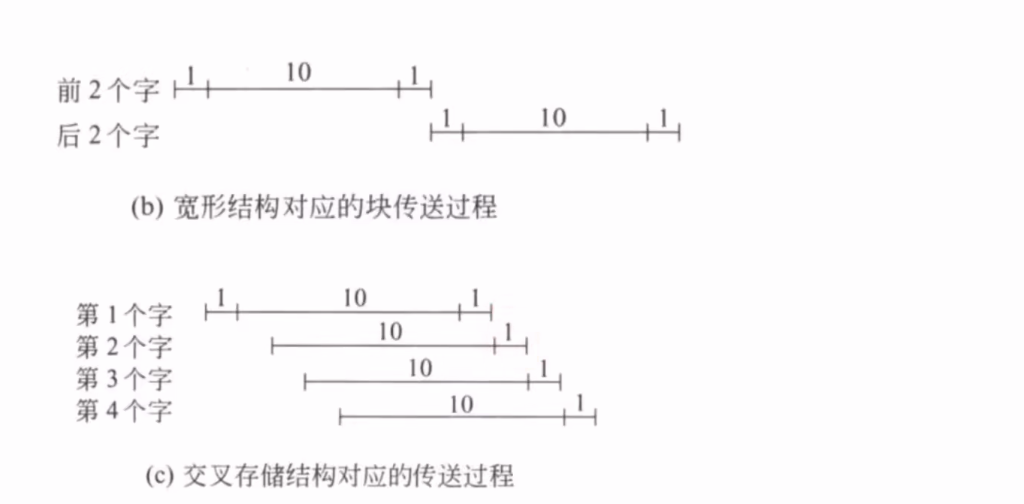 1 10 1
前2个字
1 10 1
后2个字
(b) 宽形结构对应的块传送过程
1 10 1
第1个字
10 1
第2个字
10 1
第3个字
10 1
第4个字
(c) 交叉存储结构对应的传送过程